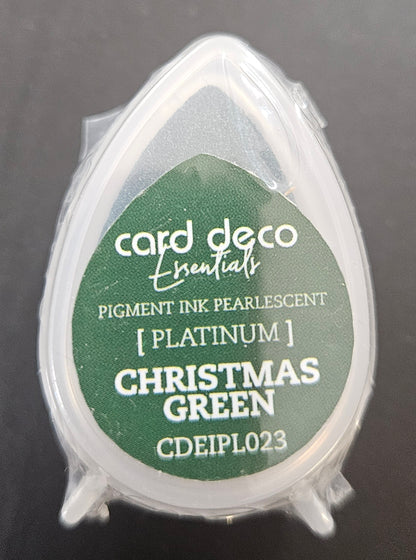 card deco
Essentials
PIGMENT INK PEARLESCENT
[ PLATINUM ]
CHRISTMAS
GREEN
CDEIPL023